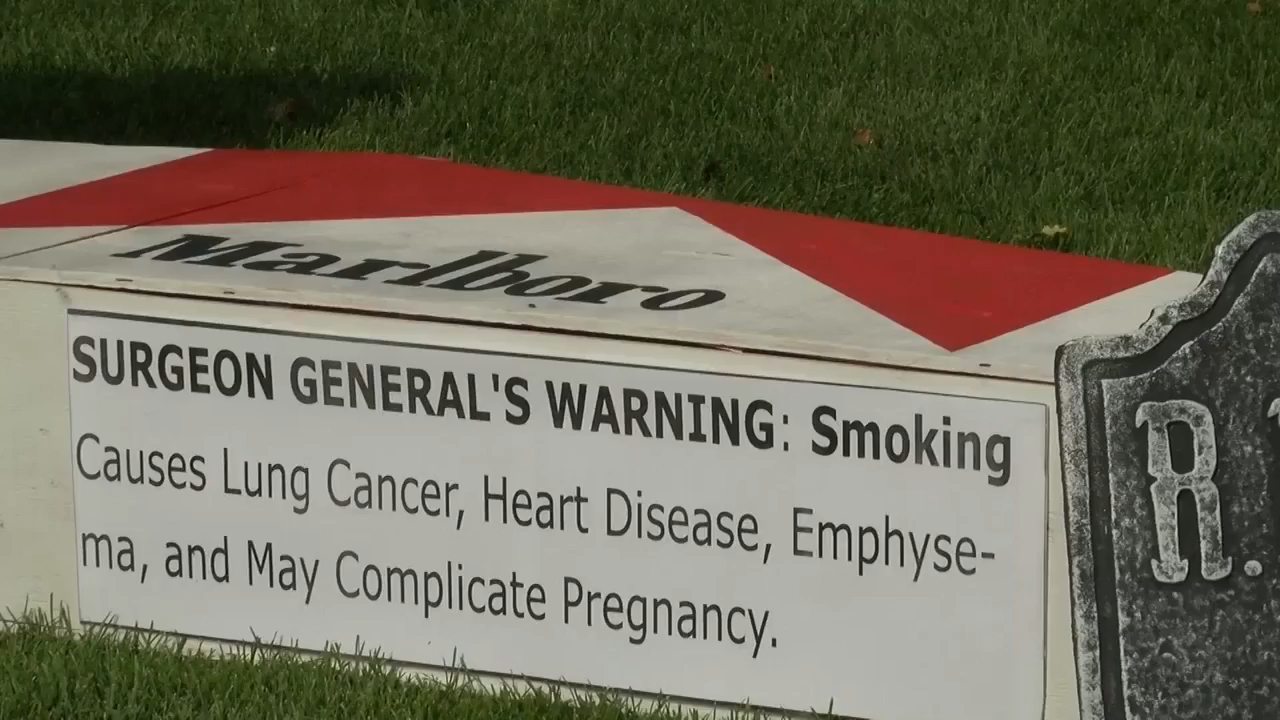 Marlboro
SURGEON GENERAL'S WARNING: Smoking
Causes Lung Cancer, Heart Disease, Emphyse-
ma, and May Complicate Pregnancy.
R.